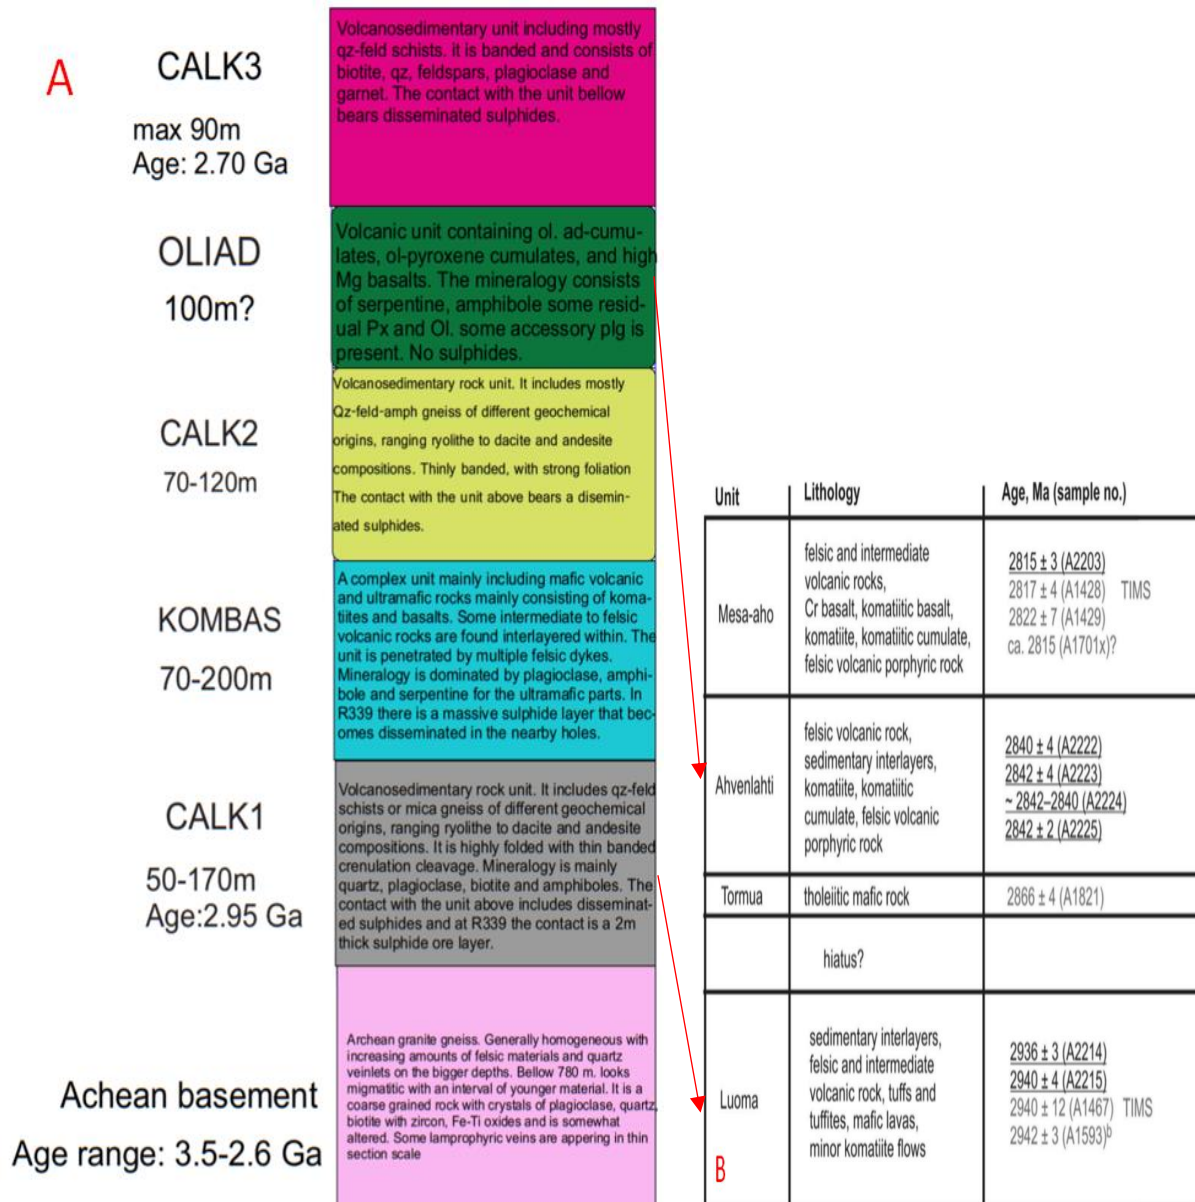 A
CALK3
max 90m
Age: 2.70 Ga
Volcanosedimentary unit including mostly
qz-feld schists. it is banded and consists of
biotite, qz, feldspars, plagioclase and
garnet. The contact with the unit bellow
bears disseminated sulphides.
OLIAD
100m?
Volcanic unit containing ol. ad-cumu-
lates, ol-pyroxene cumulates, and high
Mg basalts. The mineralogy consists
of serpentine, amphibole some resid-
ual Px and Ol. some accessory plg is
present. No sulphides.
CALK2
70-120m
Volcanosedimentary rock unit. It includes mostly
Qz-feld-amph gneiss of different geochemical
origins, ranging ryolithe to dacite and andesite
compositions. Thinly banded, with strong foliation
The contact with the unit above bears a disemin-
ated sulphides.
KOMBAS
70-200m
A complex unit mainly including mafic volcanic
and ultramafic rocks mainly consisting of koma-
tiites and basalts. Some intermediate to felsic
volcanic rocks are found interlayered within. The
unit is penetrated by multiple felsic dykes.
Mineralogy is dominated by plagioclase, amphi-
bole and serpentine for the ultramafic parts. In
R339 there is a massive sulphide layer that bec-
omes disseminated in the nearby holes.
CALK1
50-170m
Age:2.95 Ga
Volcanosedimentary rock unit. It includes qz-feld
schists or mica gneiss of different geochemical
origins, ranging ryolithe to dacite and andesite
compositions. It is highly folded with thin banded
crenulation cleavage. Mineralogy is mainly
quartz, plagioclase, biotite and amphiboles. The
contact with the unit above includes disseminat-
ed sulphides and at R339 the contact is a 2m
thick sulphide ore layer.
Achean basement
Age range: 3.5-2.6 Ga
Archean granite gneiss. Generally homogeneous with
increasing amounts of felsic materials and quartz
veinlets on the bigger depths. Bellow 780 m. looks
migmatitic with an interval of younger material. It is a
coarse grained rock with crystals of plagioclase, quartz,
biotite with zircon, Fe-Ti oxides and is somewhat
altered. Some lamprophyric veins are appering in thin
section scale
Unit Lithology Age, Ma (sample no.)
Mesa-aho
felsic and intermediate
volcanic rocks,
Cr basalt, komatiitic basalt,
komatiite, komatiitic cumulate,
felsic volcanic porphyric rock
2815 ± 3 (A2203)
2817 ± 4 (A1428) TIMS
2822 ± 7 (A1429)
ca. 2815 (A1701x)?
Ahvenlahti
felsic volcanic rock,
sedimentary interlayers,
komatiite, komatiitic
cumulate, felsic volcanic
porphyric rock
2840 ± 4 (A2222)
2842 ± 4 (A2223)
~ 2842–2840 (A2224)
2842 ± 2 (A2225)
Tormua tholeiitic mafic rock 2866 ± 4 (A1821)
hiatus?
Luoma
sedimentary interlayers,
felsic and intermediate
volcanic rock, tuffs and
tuffites, mafic lavas,
minor komatiite flows
2936 ± 3 (A2214)
2940 ± 4 (A2215)
2940 ± 12 (A1467) TIMS
2942 ± 3 (A1593)ᵇ
B